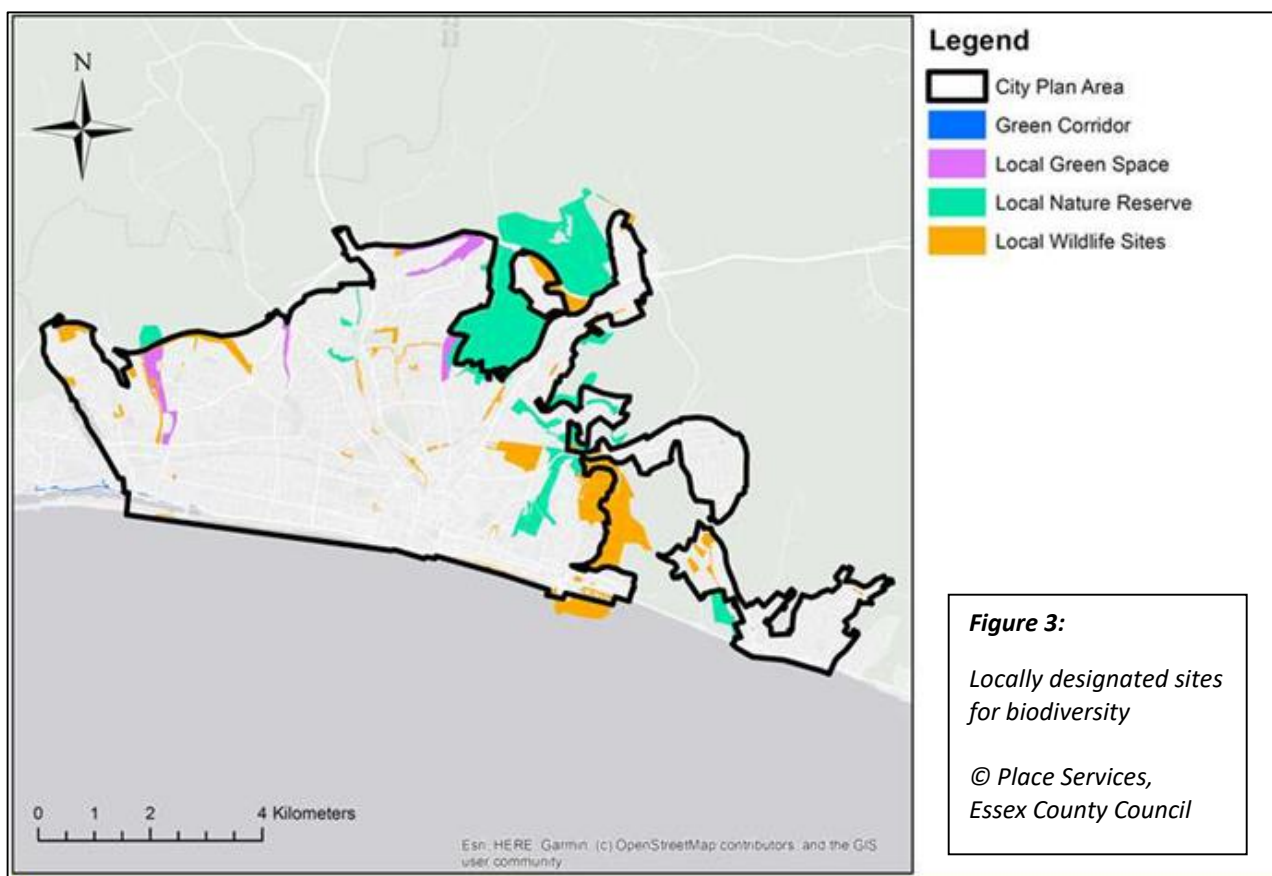 N
Legend
City Plan Area
Green Corridor
Local Green Space
Local Nature Reserve
Local Wildlife Sites
0 1 2 4 Kilometers
Esri, HERE, Garmin, (c) OpenStreetMap contributors, and the GIS
user community
Figure 3:
Locally designated sites
for biodiversity
© Place Services,
Essex County Council